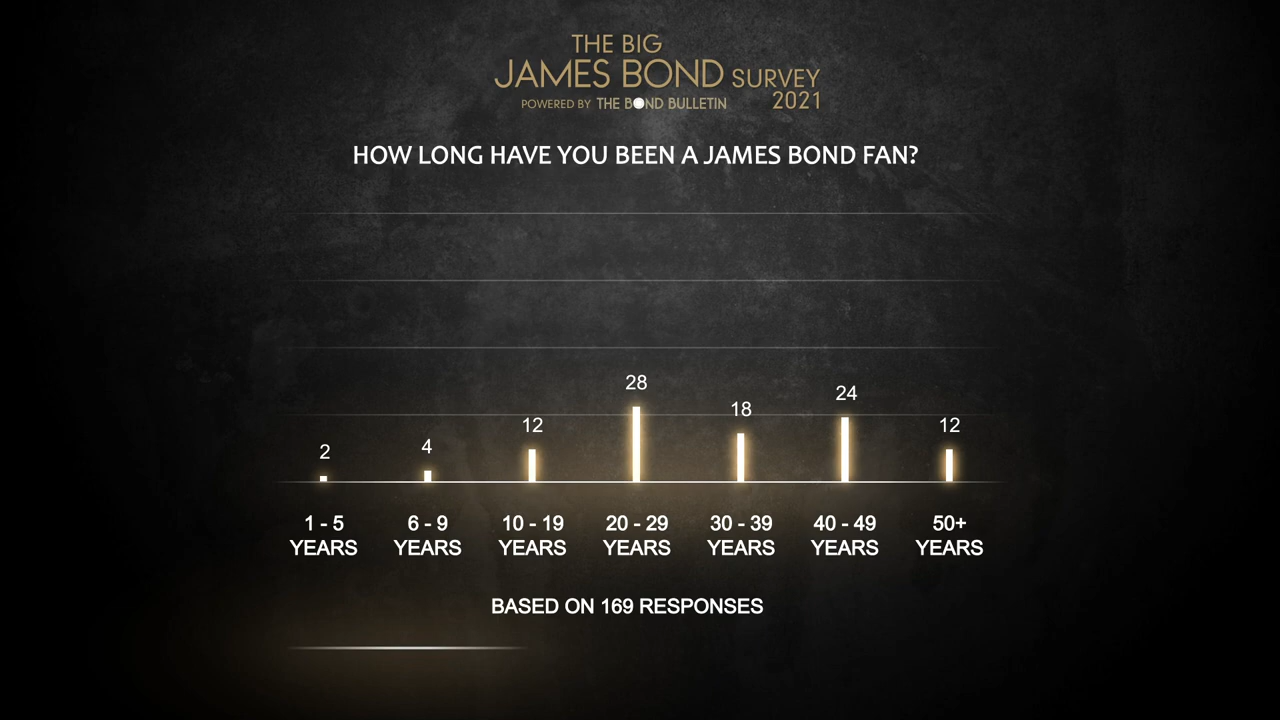 THE BIG
JAMES BOND SURVEY
POWERED BY THE BOND BULLETIN 2021
HOW LONG HAVE YOU BEEN A JAMES BOND FAN?
2 4 12 28 18 24 12
1 - 5 6 - 9 10 - 19 20 - 29 30 - 39 40 - 49 50+
YEARS YEARS YEARS YEARS YEARS YEARS YEARS
BASED ON 169 RESPONSES